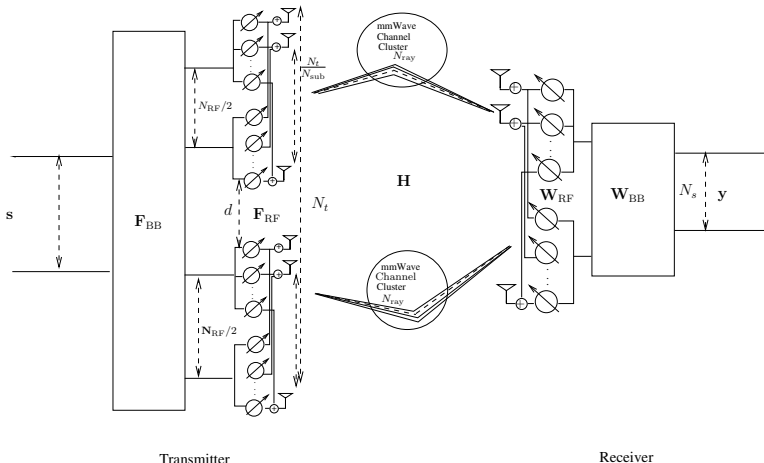 s
F_BB
N_RF/2
N_RF/2
F_RF
d
N_t/N_sub
N_t
mmWave
Channel
Cluster
N_ray
H
mmWave
Channel
Cluster
N_ray
W_RF
W_BB
N_s
y
Transmitter
Receiver